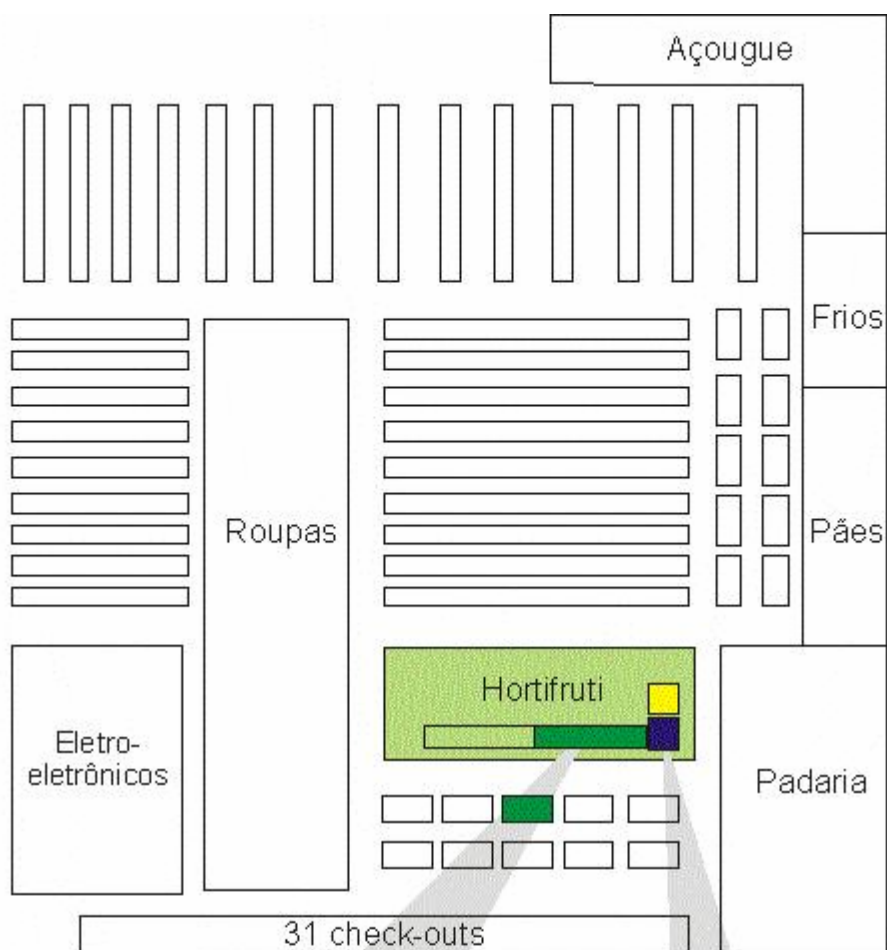 Açougue
Frios
Roupas
Pães
Hortifruti
Eletro-
eletrônicos
Padaria
31 check-outs